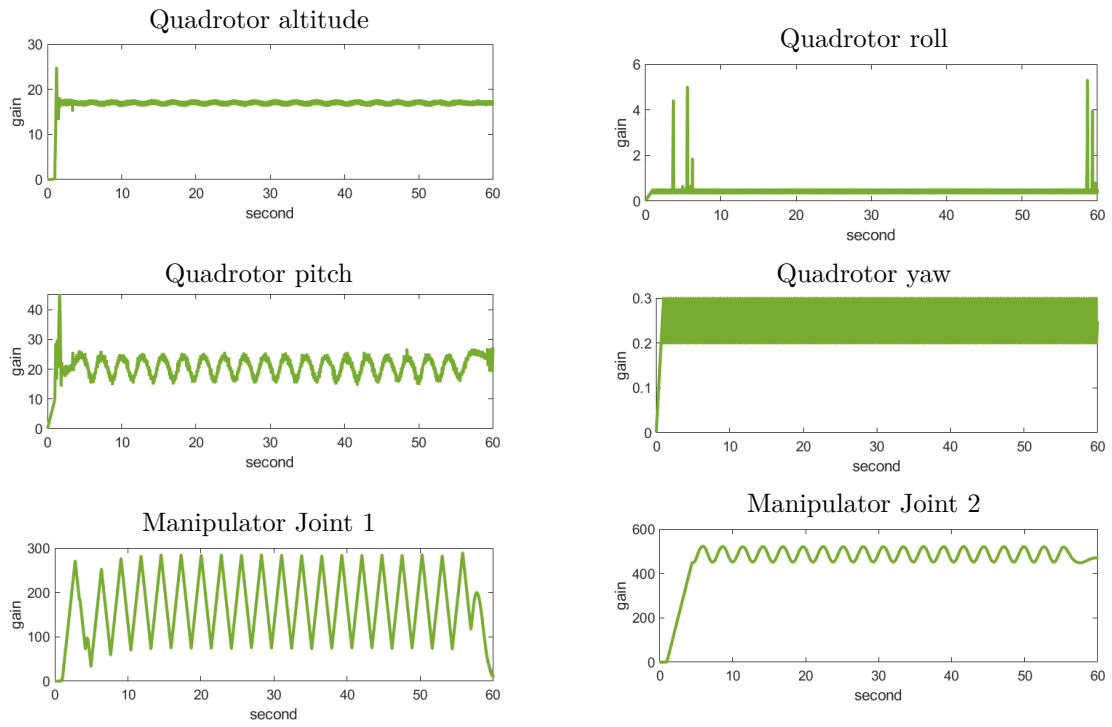 Quadrotor altitude
30
20
10
0
gain
0 10 20 30 40 50 60
second
Quadrotor roll
6
4
2
0
gain
0 10 20 30 40 50 60
second
Quadrotor pitch
40
30
20
10
0
gain
0 10 20 30 40 50 60
second
Quadrotor yaw
0.3
0.2
0.1
0
gain
0 10 20 30 40 50 60
second
Manipulator Joint 1
300
200
100
0
gain
0 10 20 30 40 50 60
second
Manipulator Joint 2
600
400
200
0
gain
0 10 20 30 40 50 60
second